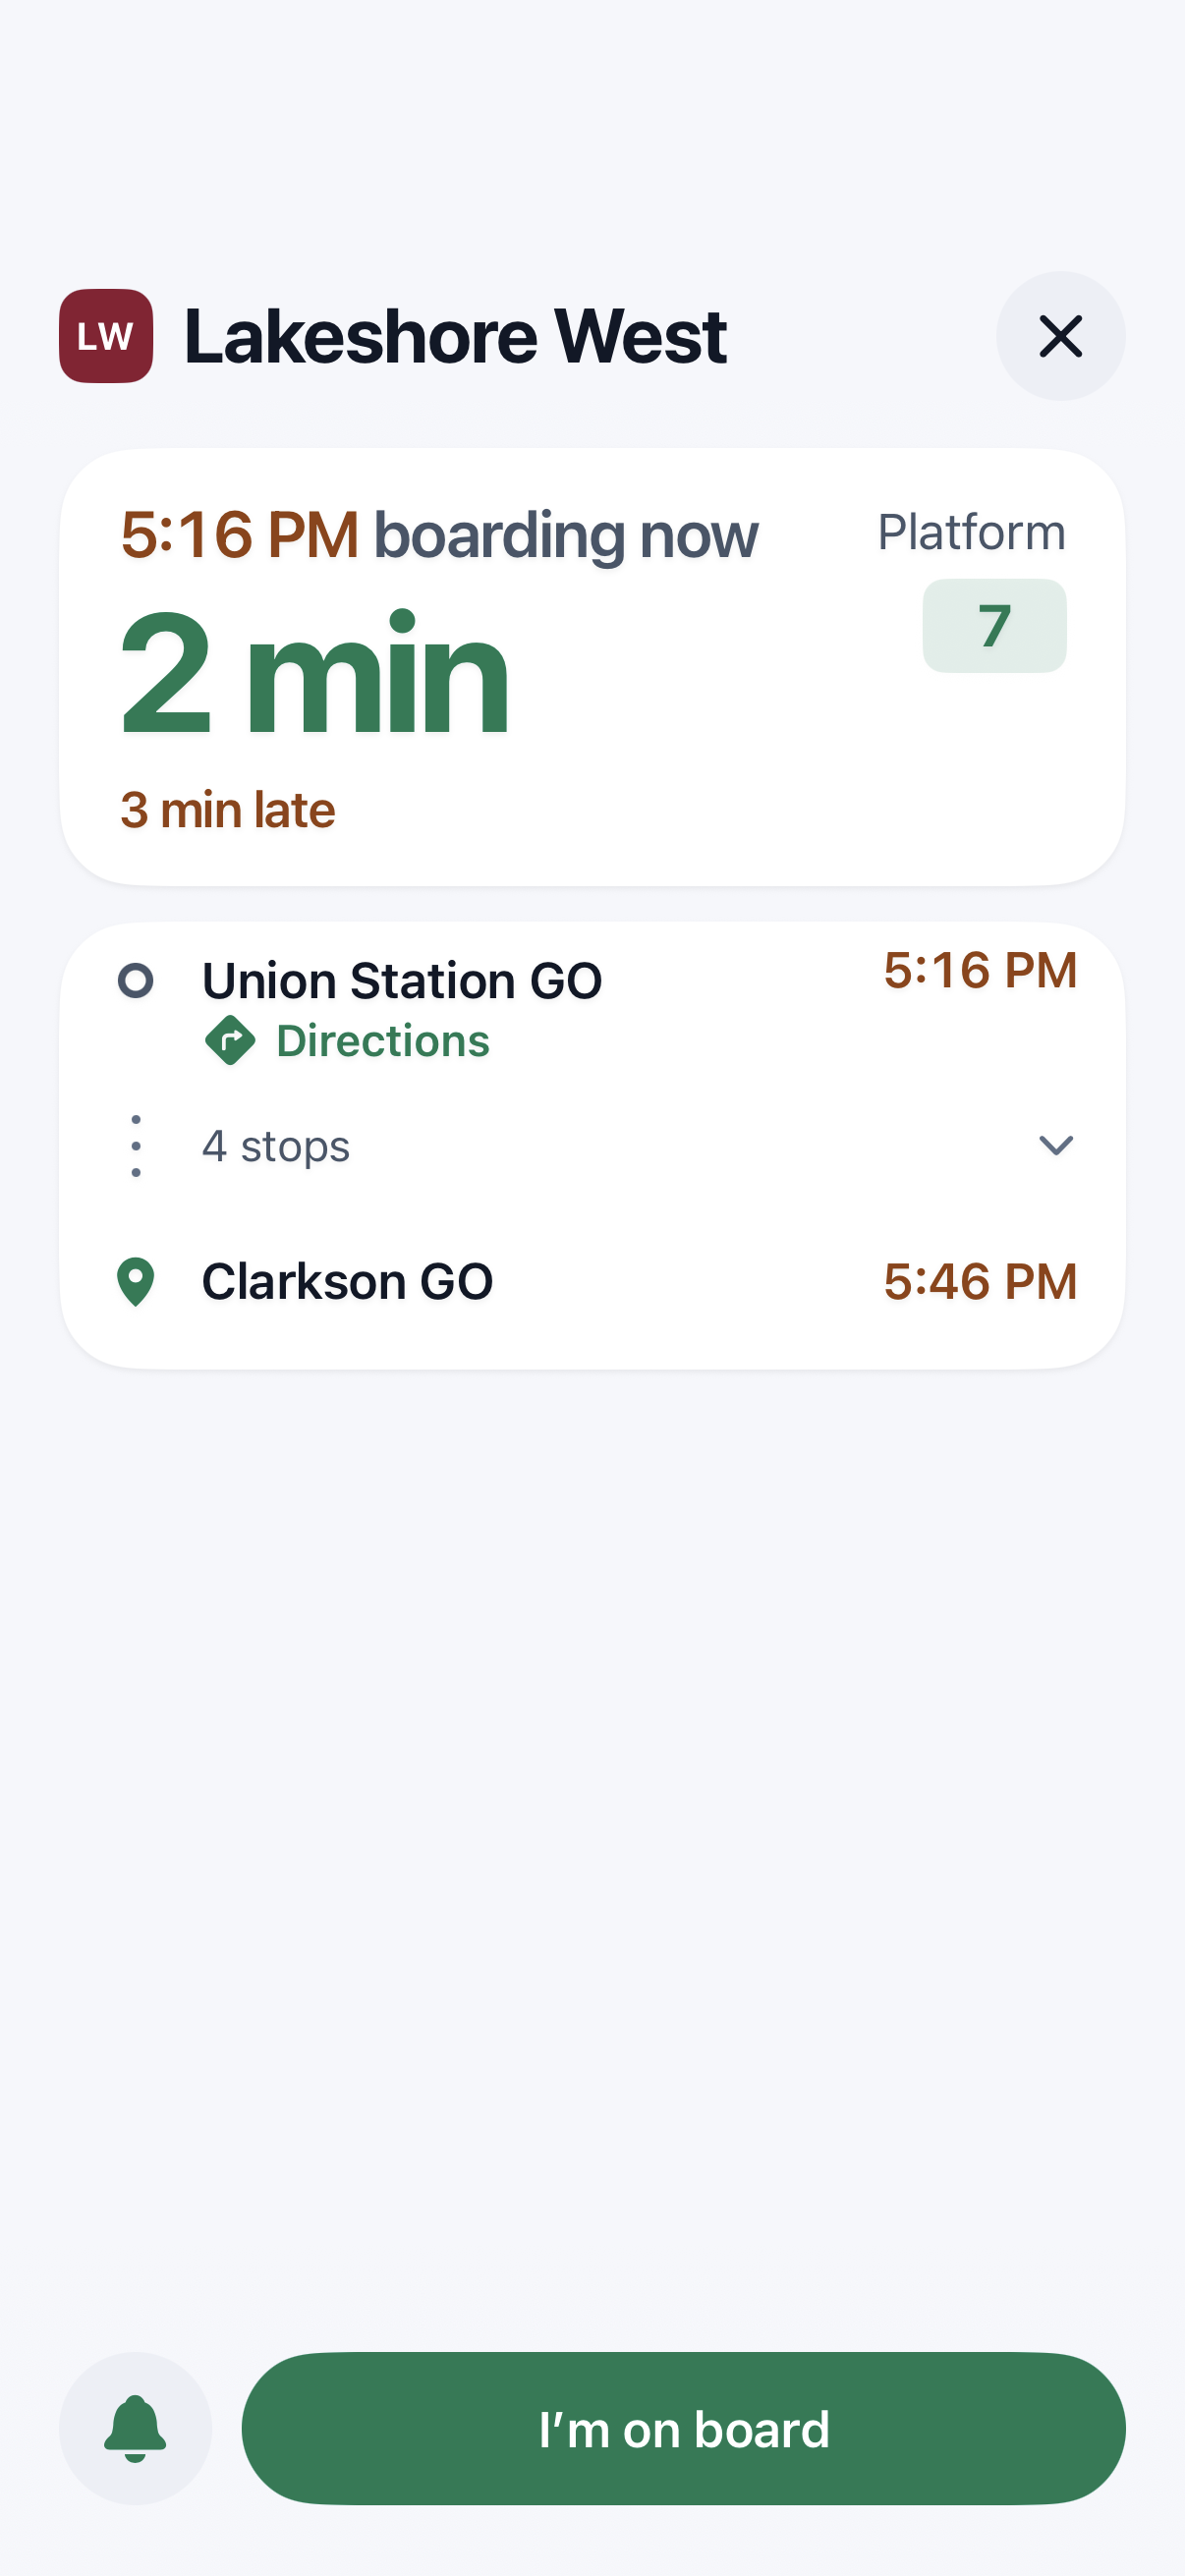 LW Lakeshore West
5:16 PM boarding now
Platform
2 min
7
3 min late
Union Station GO
5:16 PM
Directions
4 stops
Clarkson GO
5:46 PM
I’m on board